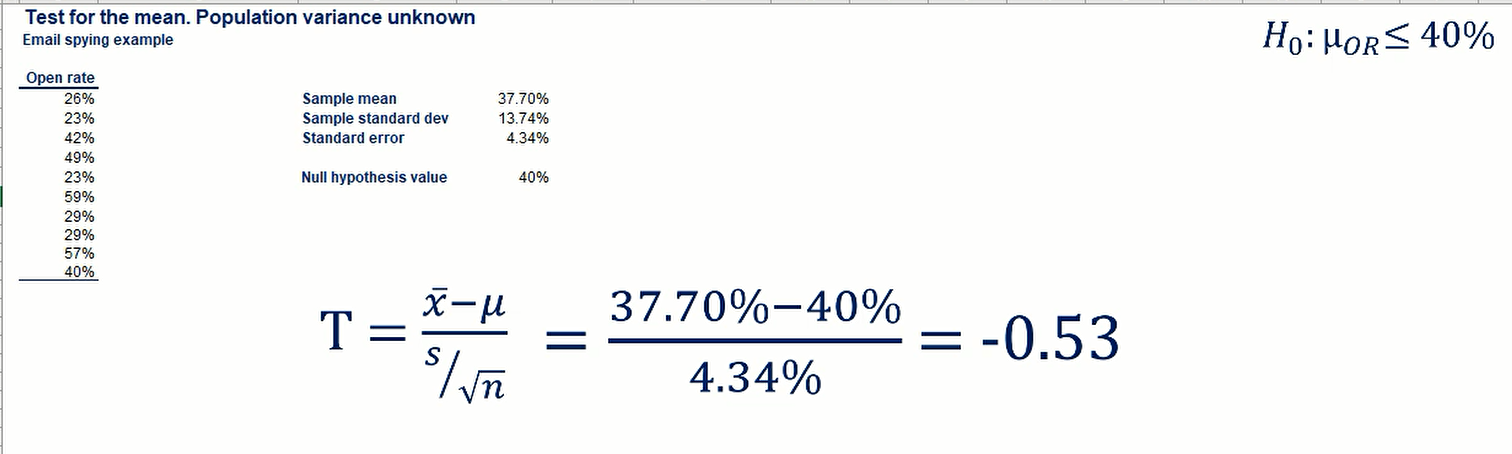 Test for the mean. Population variance unknown
Email spying example
H₀: μ_OR ≤ 40%
Open rate
26%
23%
42%
49%
23%
59%
29%
29%
57%
40%
Sample mean 37.70%
Sample standard dev 13.74%
Standard error 4.34%
Null hypothesis value 40%
T = (x̄−μ)/(s/√n) = (37.70%−40%)/4.34% = -0.53